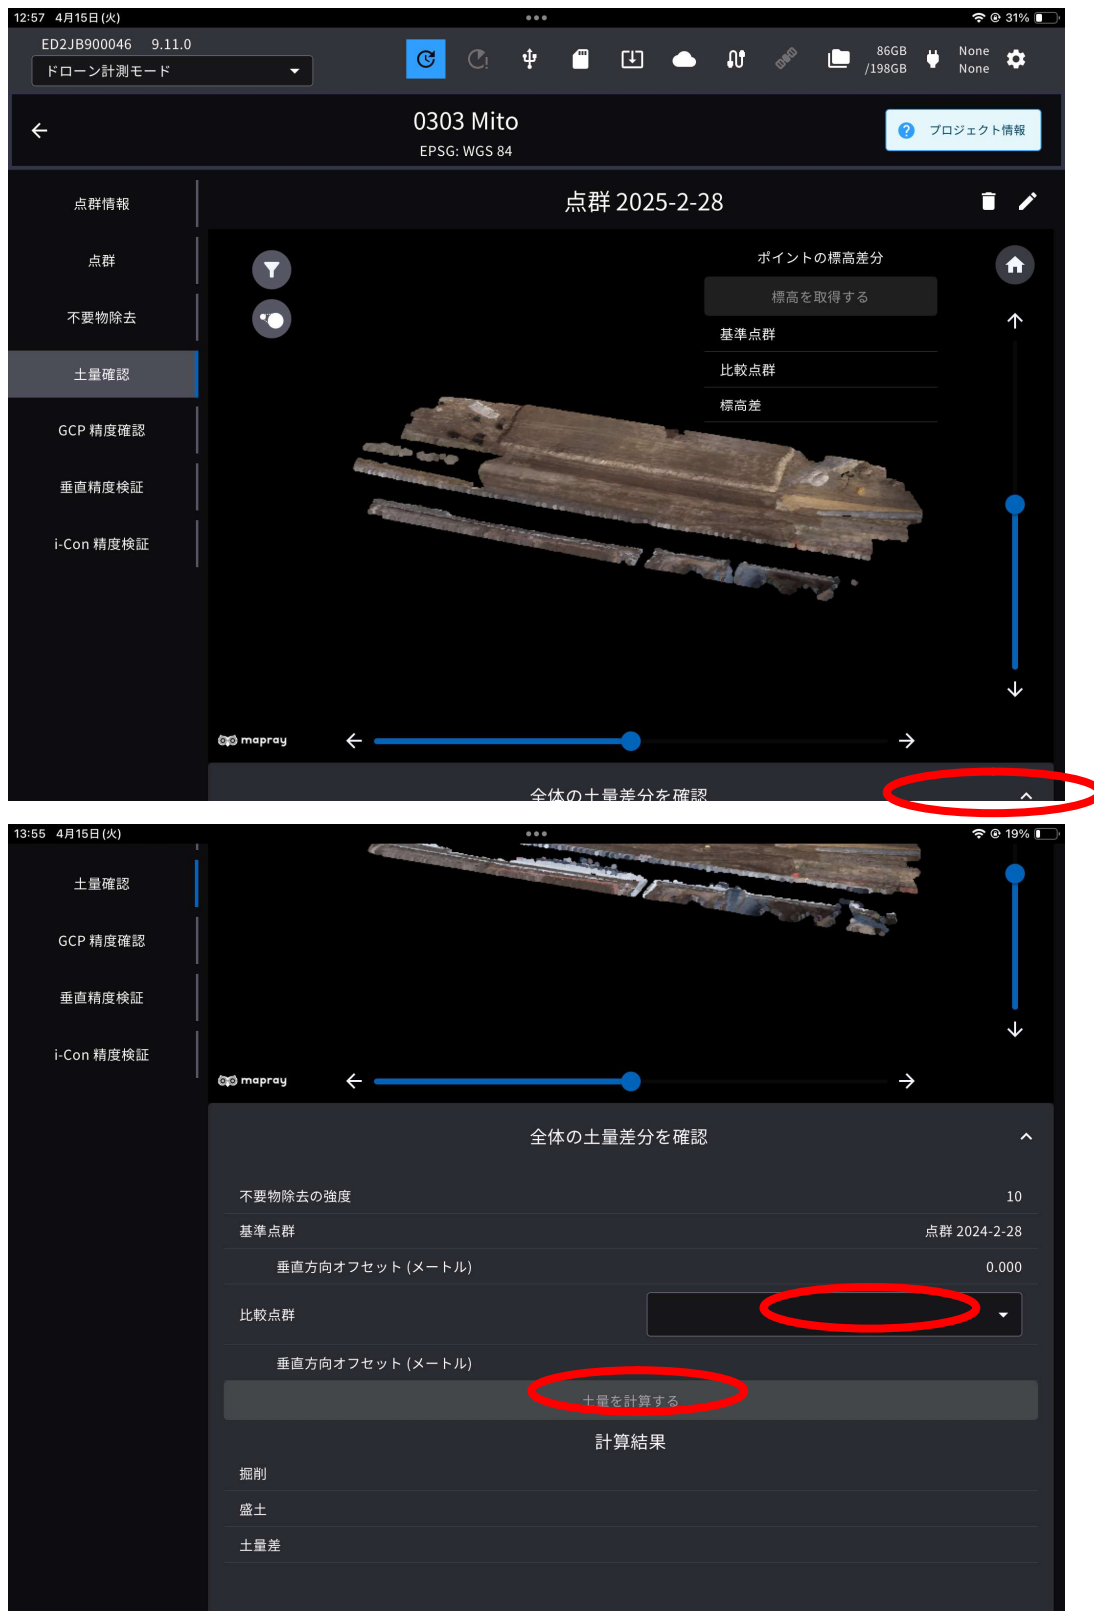 12:57 4月15日(火)
31%
ED2JB900046 9.11.0
ドローン計測モード
86GB
/198GB
None
None
0303 Mito
EPSG: WGS 84
プロジェクト情報
点群情報
点群
不要物除去
土量確認
GCP 精度確認
垂直精度検証
i-Con 精度検証
点群 2025-2-28
ポイントの標高差分
標高を取得する
基準点群
比較点群
標高差
mapray
全体の土量差分を確認
13:55 4月15日(火)
19%
土量確認
GCP 精度確認
垂直精度検証
i-Con 精度検証
mapray
全体の土量差分を確認
不要物除去の強度 10
基準点群 点群 2024-2-28
垂直方向オフセット (メートル) 0.000
比較点群
垂直方向オフセット (メートル)
土量を計算する
計算結果
掘削
盛土
土量差